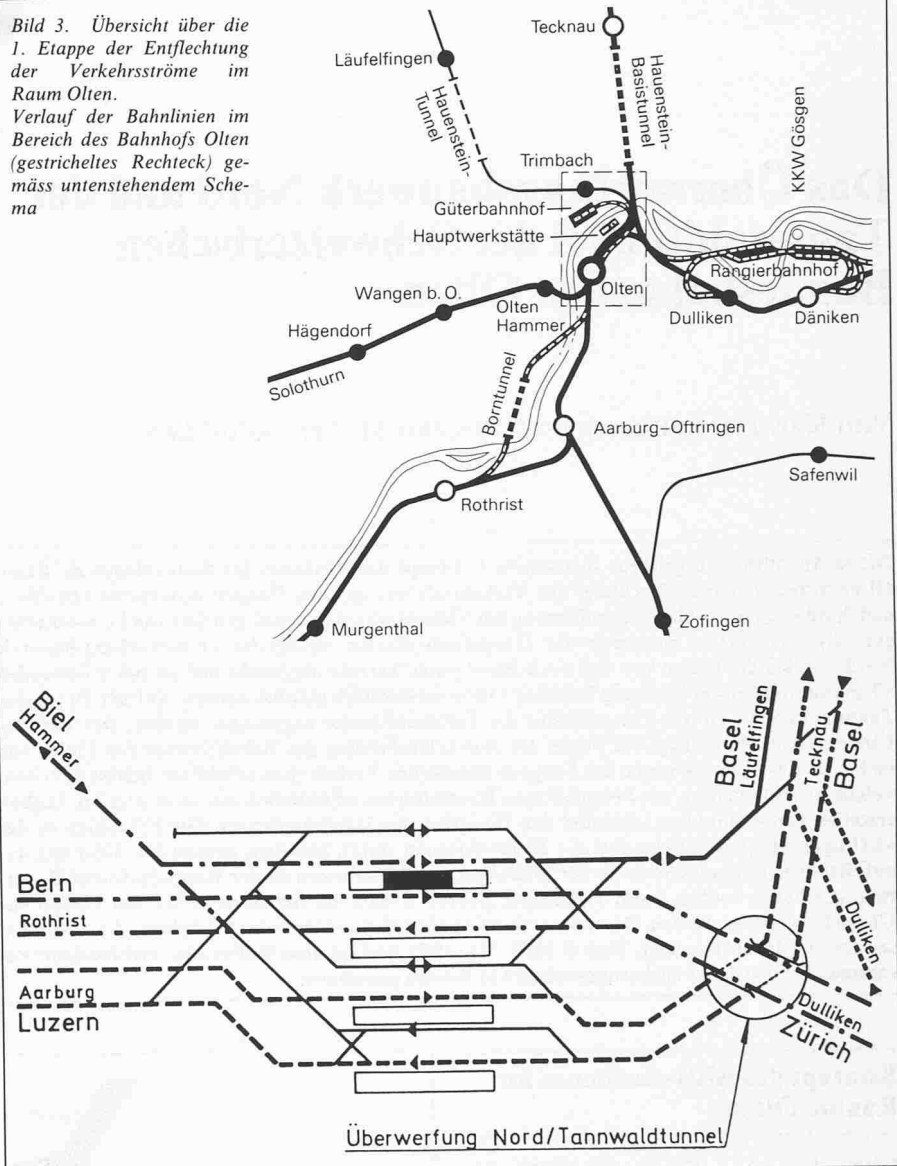 Bild 3. Übersicht über die
1. Etappe der Entflechtung
der Verkehrsströme im
Raum Olten.
Verlauf der Bahnlinien im
Bereich des Bahnhofs Olten
(gestricheltes Rechteck) ge-
mäss untenstehendem Sche-
ma
Tecknau
Läufelfingen
Hauenstein-
Tunnel
Hauenstein-
Basistunnel
KKW Gösgen
Trimbach
Güterbahnhof
Hauptwerkstätte
Rangierbahnhof
Olten
Wangen b. O.
Olten
Hammer
Dulliken
Däniken
Hägendorf
Solothurn
Borntunnel
Aarburg-Oftringen
Safenwil
Rothrist
Murgenthal
Zofingen
Biel
Hammer
Basel
Läufelfingen
Tecknau
Basel
Bern
Rothrist
Dulliken
Aarburg
Luzern
Dulliken
Zürich
Überwerfung Nord/Tannwaldtunnel